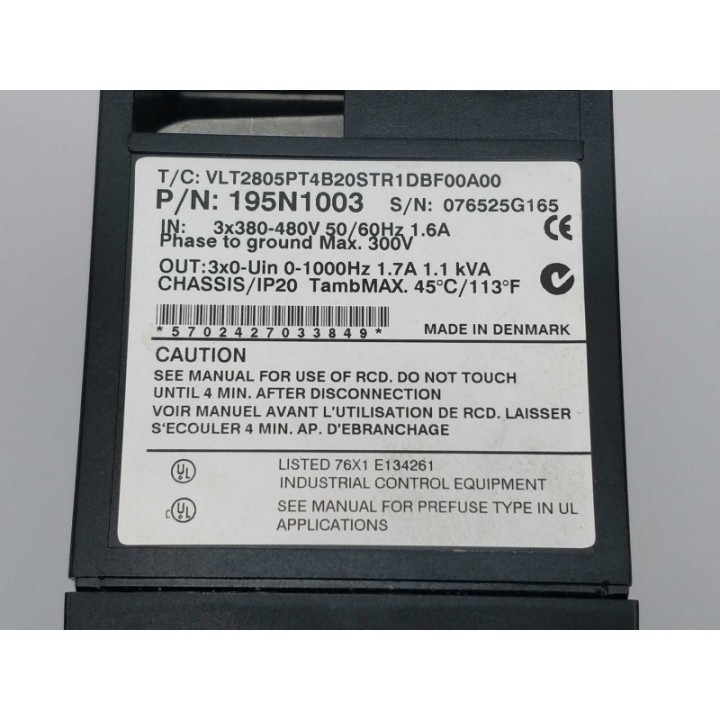 T/C: VLT2805PT4B20STR1DBF00A00
P/N: 195N1003 S/N: 076525G165
IN: 3x380-480V 50/60Hz 1.6A
Phase to ground Max. 300V
CE
OUT:3x0-Uin 0-1000Hz 1.7A 1.1 kVA
CHASSIS/IP20 TambMAX. 45°C/113°F
*5702427033849* MADE IN DENMARK
CAUTION
SEE MANUAL FOR USE OF RCD. DO NOT TOUCH
UNTIL 4 MIN. AFTER DISCONNECTION
VOIR MANUEL AVANT L'UTILISATION DE RCD. LAISSER
S'ECOULER 4 MIN. AP. D'EBRANCHAGE
UL LISTED 76X1 E134261
INDUSTRIAL CONTROL EQUIPMENT
c UL SEE MANUAL FOR PREFUSE TYPE IN UL
APPLICATIONS